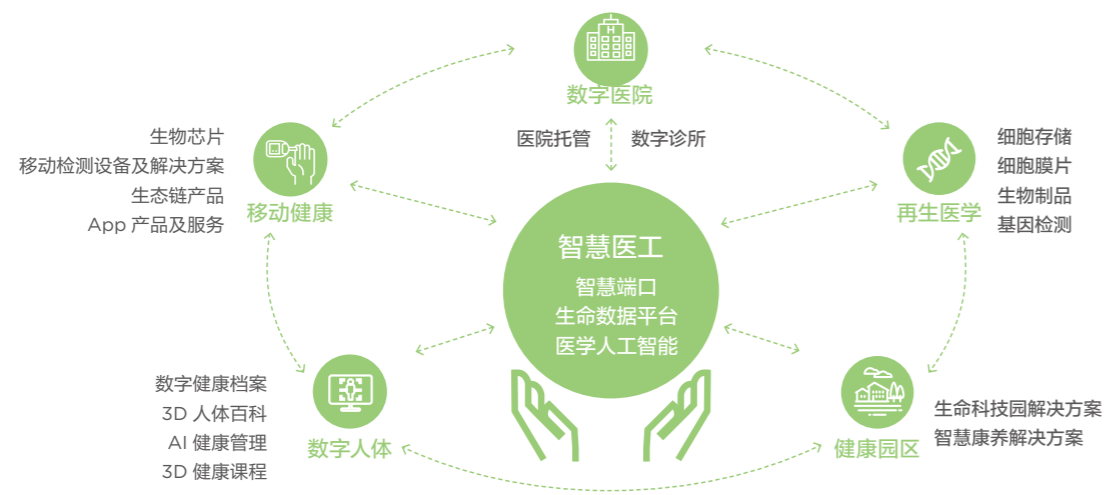 H
数字医院
医院托管
数字诊所
生物芯片
移动检测设备及解决方案
生态链产品
App 产品及服务
移动健康
细胞存储
细胞膜片
生物制品
基因检测
再生医学
智慧医工
智慧端口
生命数据平台
医学人工智能
数字健康档案
3D 人体百科
AI 健康管理
3D 健康课程
数字人体
健康园区
生命科技园解决方案
智慧康养解决方案